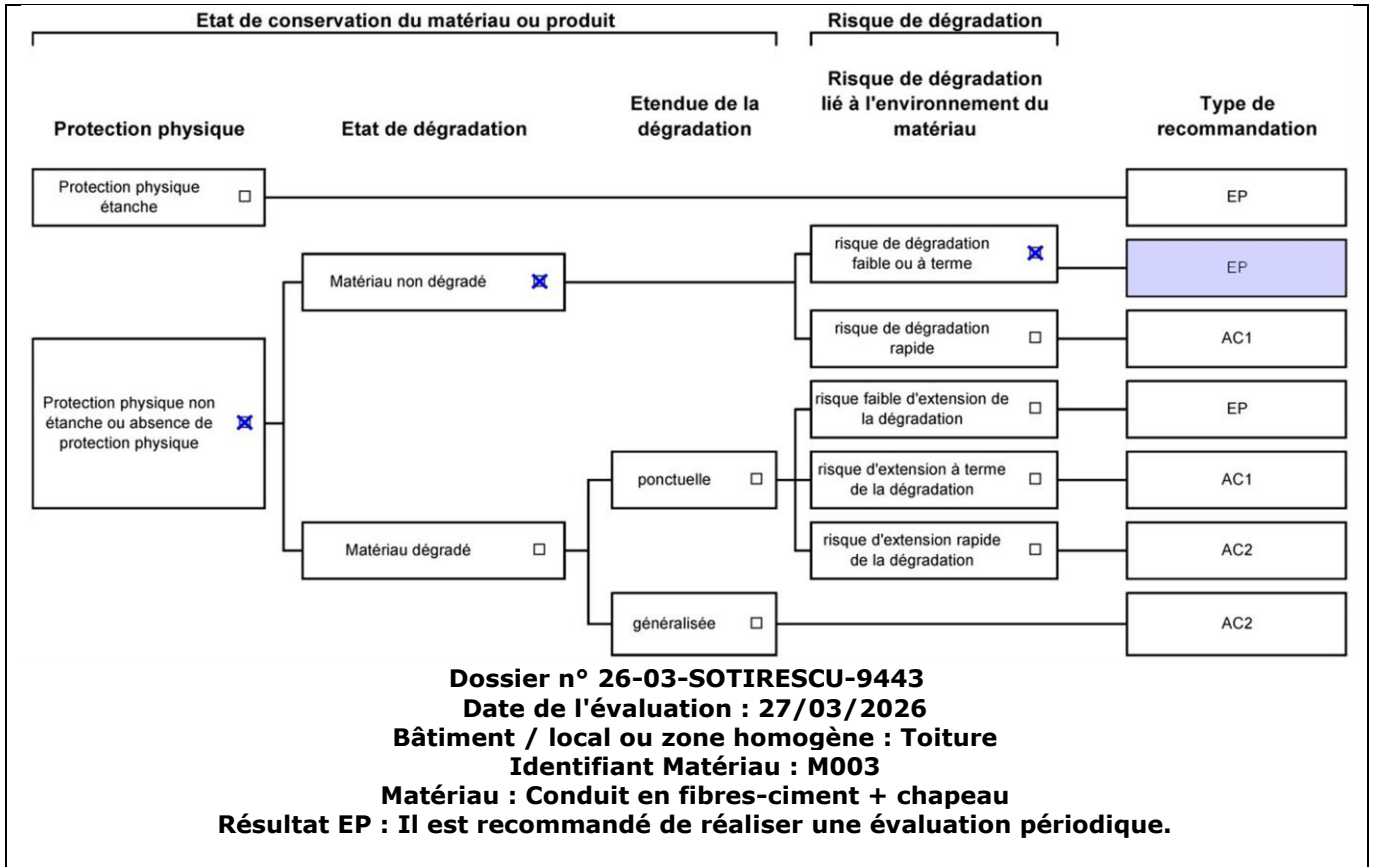 Etat de conservation du matériau ou produit
Risque de dégradation
Protection physique
Etat de dégradation
Etendue de la
dégradation
Risque de dégradation
lié à l'environnement du
matériau
Type de
recommandation
Protection physique
étanche
EP
risque de dégradation
faible ou à terme
EP
Matériau non dégradé
risque de dégradation
rapide
AC1
Protection physique non
étanche ou absence de
protection physique
risque faible d'extension de
la dégradation
EP
ponctuelle
risque d'extension à terme
de la dégradation
AC1
Matériau dégradé
risque d'extension rapide
de la dégradation
AC2
généralisée
AC2
Dossier n° 26-03-SOTIRESCU-9443
Date de l'évaluation : 27/03/2026
Bâtiment / local ou zone homogène : Toiture
Identifiant Matériau : M003
Matériau : Conduit en fibres-ciment + chapeau
Résultat EP : Il est recommandé de réaliser une évaluation périodique.